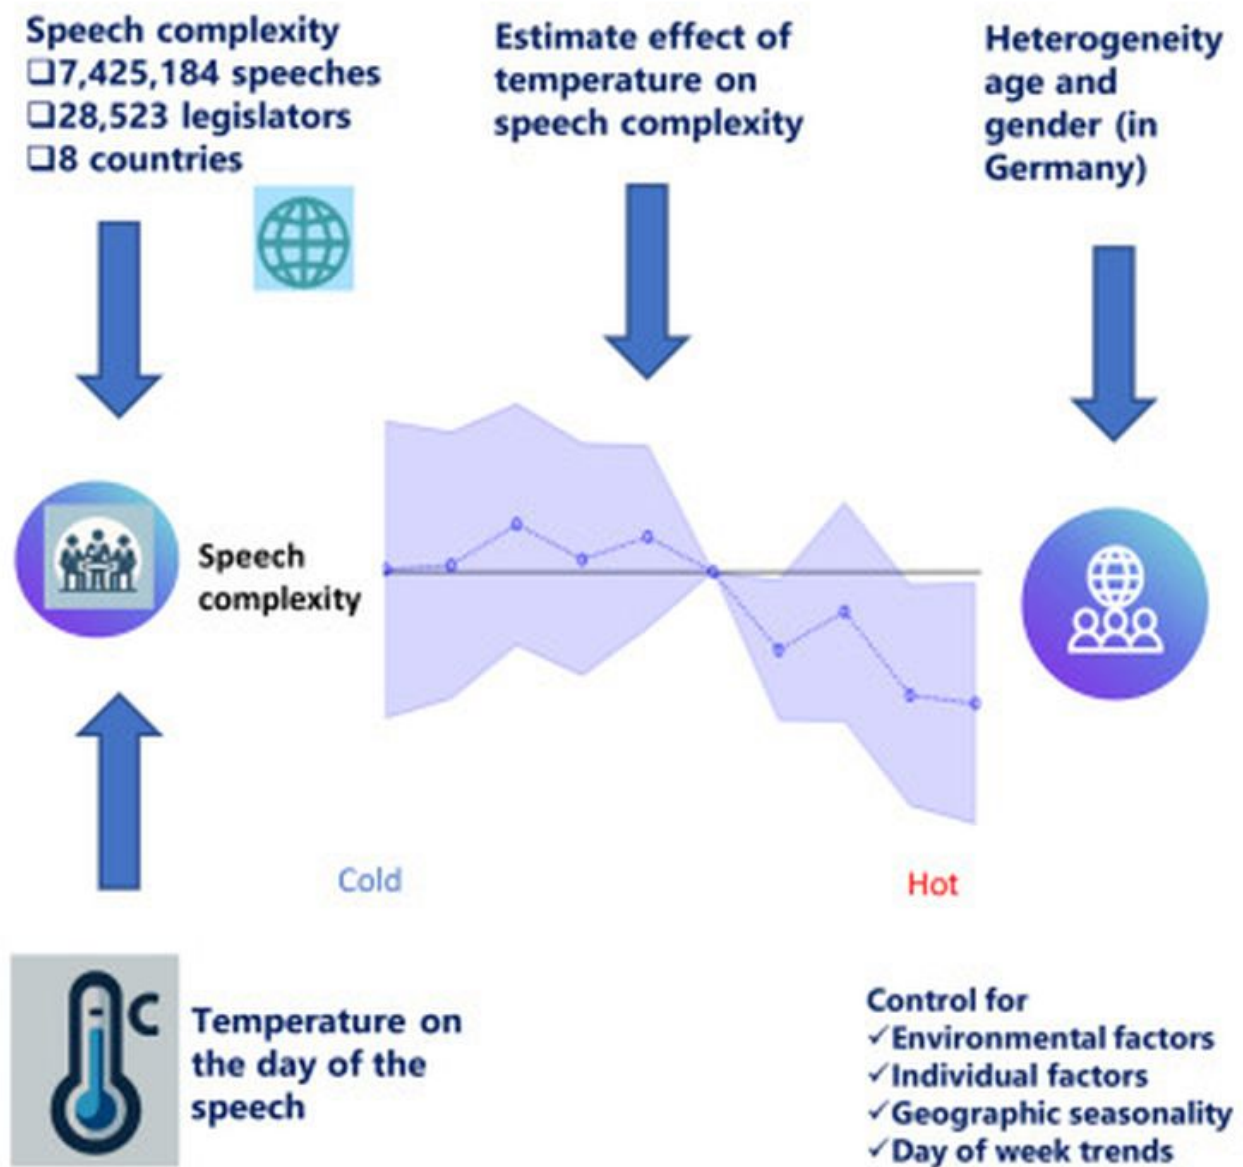 Speech complexity
❑7,425,184 speeches
❑28,523 legislators
❑8 countries
Estimate effect of
temperature on
speech complexity
Heterogeneity
age and
gender (in
Germany)
Speech
complexity
Cold
Hot
C
Temperature on
the day of the
speech
Control for
✓Environmental factors
✓Individual factors
✓Geographic seasonality
✓Day of week trends